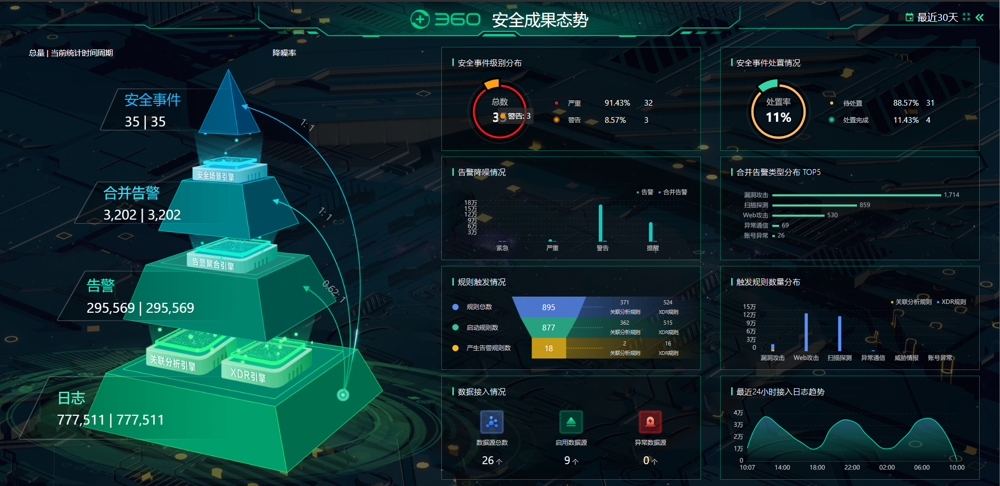 360 安全成果态势
最近30天
总量 | 当前统计时间周期
降噪率
安全事件
35 | 35
1: 1
安全场景引擎
合并告警
3,202 | 3,202
1: 1
告警聚合引擎
告警
295,569 | 295,569
0.62: 1
关联分析引擎
XDR引擎
日志
777,511 | 777,511
安全事件级别分布
总数
警告: 3
严重 91.43% 32
警告 8.57% 3
安全事件处置情况
处置率
11%
待处置 88.57% 31
处置完成 11.43% 4
告警降噪情况
告警 合并告警
18万
15万
12万
9万
6万
3万
紧急 严重 警告 提醒
合并告警类型分布 TOP5
漏洞攻击 1,714
扫描探测 859
Web攻击 530
异常通信 69
账号异常 26
规则触发情况
规则总数 895 371 524
关联分析规则 XDR规则
启动规则数 877 362 515
关联分析规则 XDR规则
产生告警规则数 18 2 16
关联分析规则 XDR规则
触发规则数量分布
关联分析规则 XDR规则
15万
12万
9万
6万
3万
0
漏洞攻击 Web攻击 扫描探测 异常通信 威胁情报 账号异常
数据接入情况
数据源总数 启用数据源 异常数据源
26 个 9 个 0 个
最近24小时接入日志趋势
4万
3万
2万
1万
0
10:07 14:00 18:00 22:00 02:00 06:00 10:00